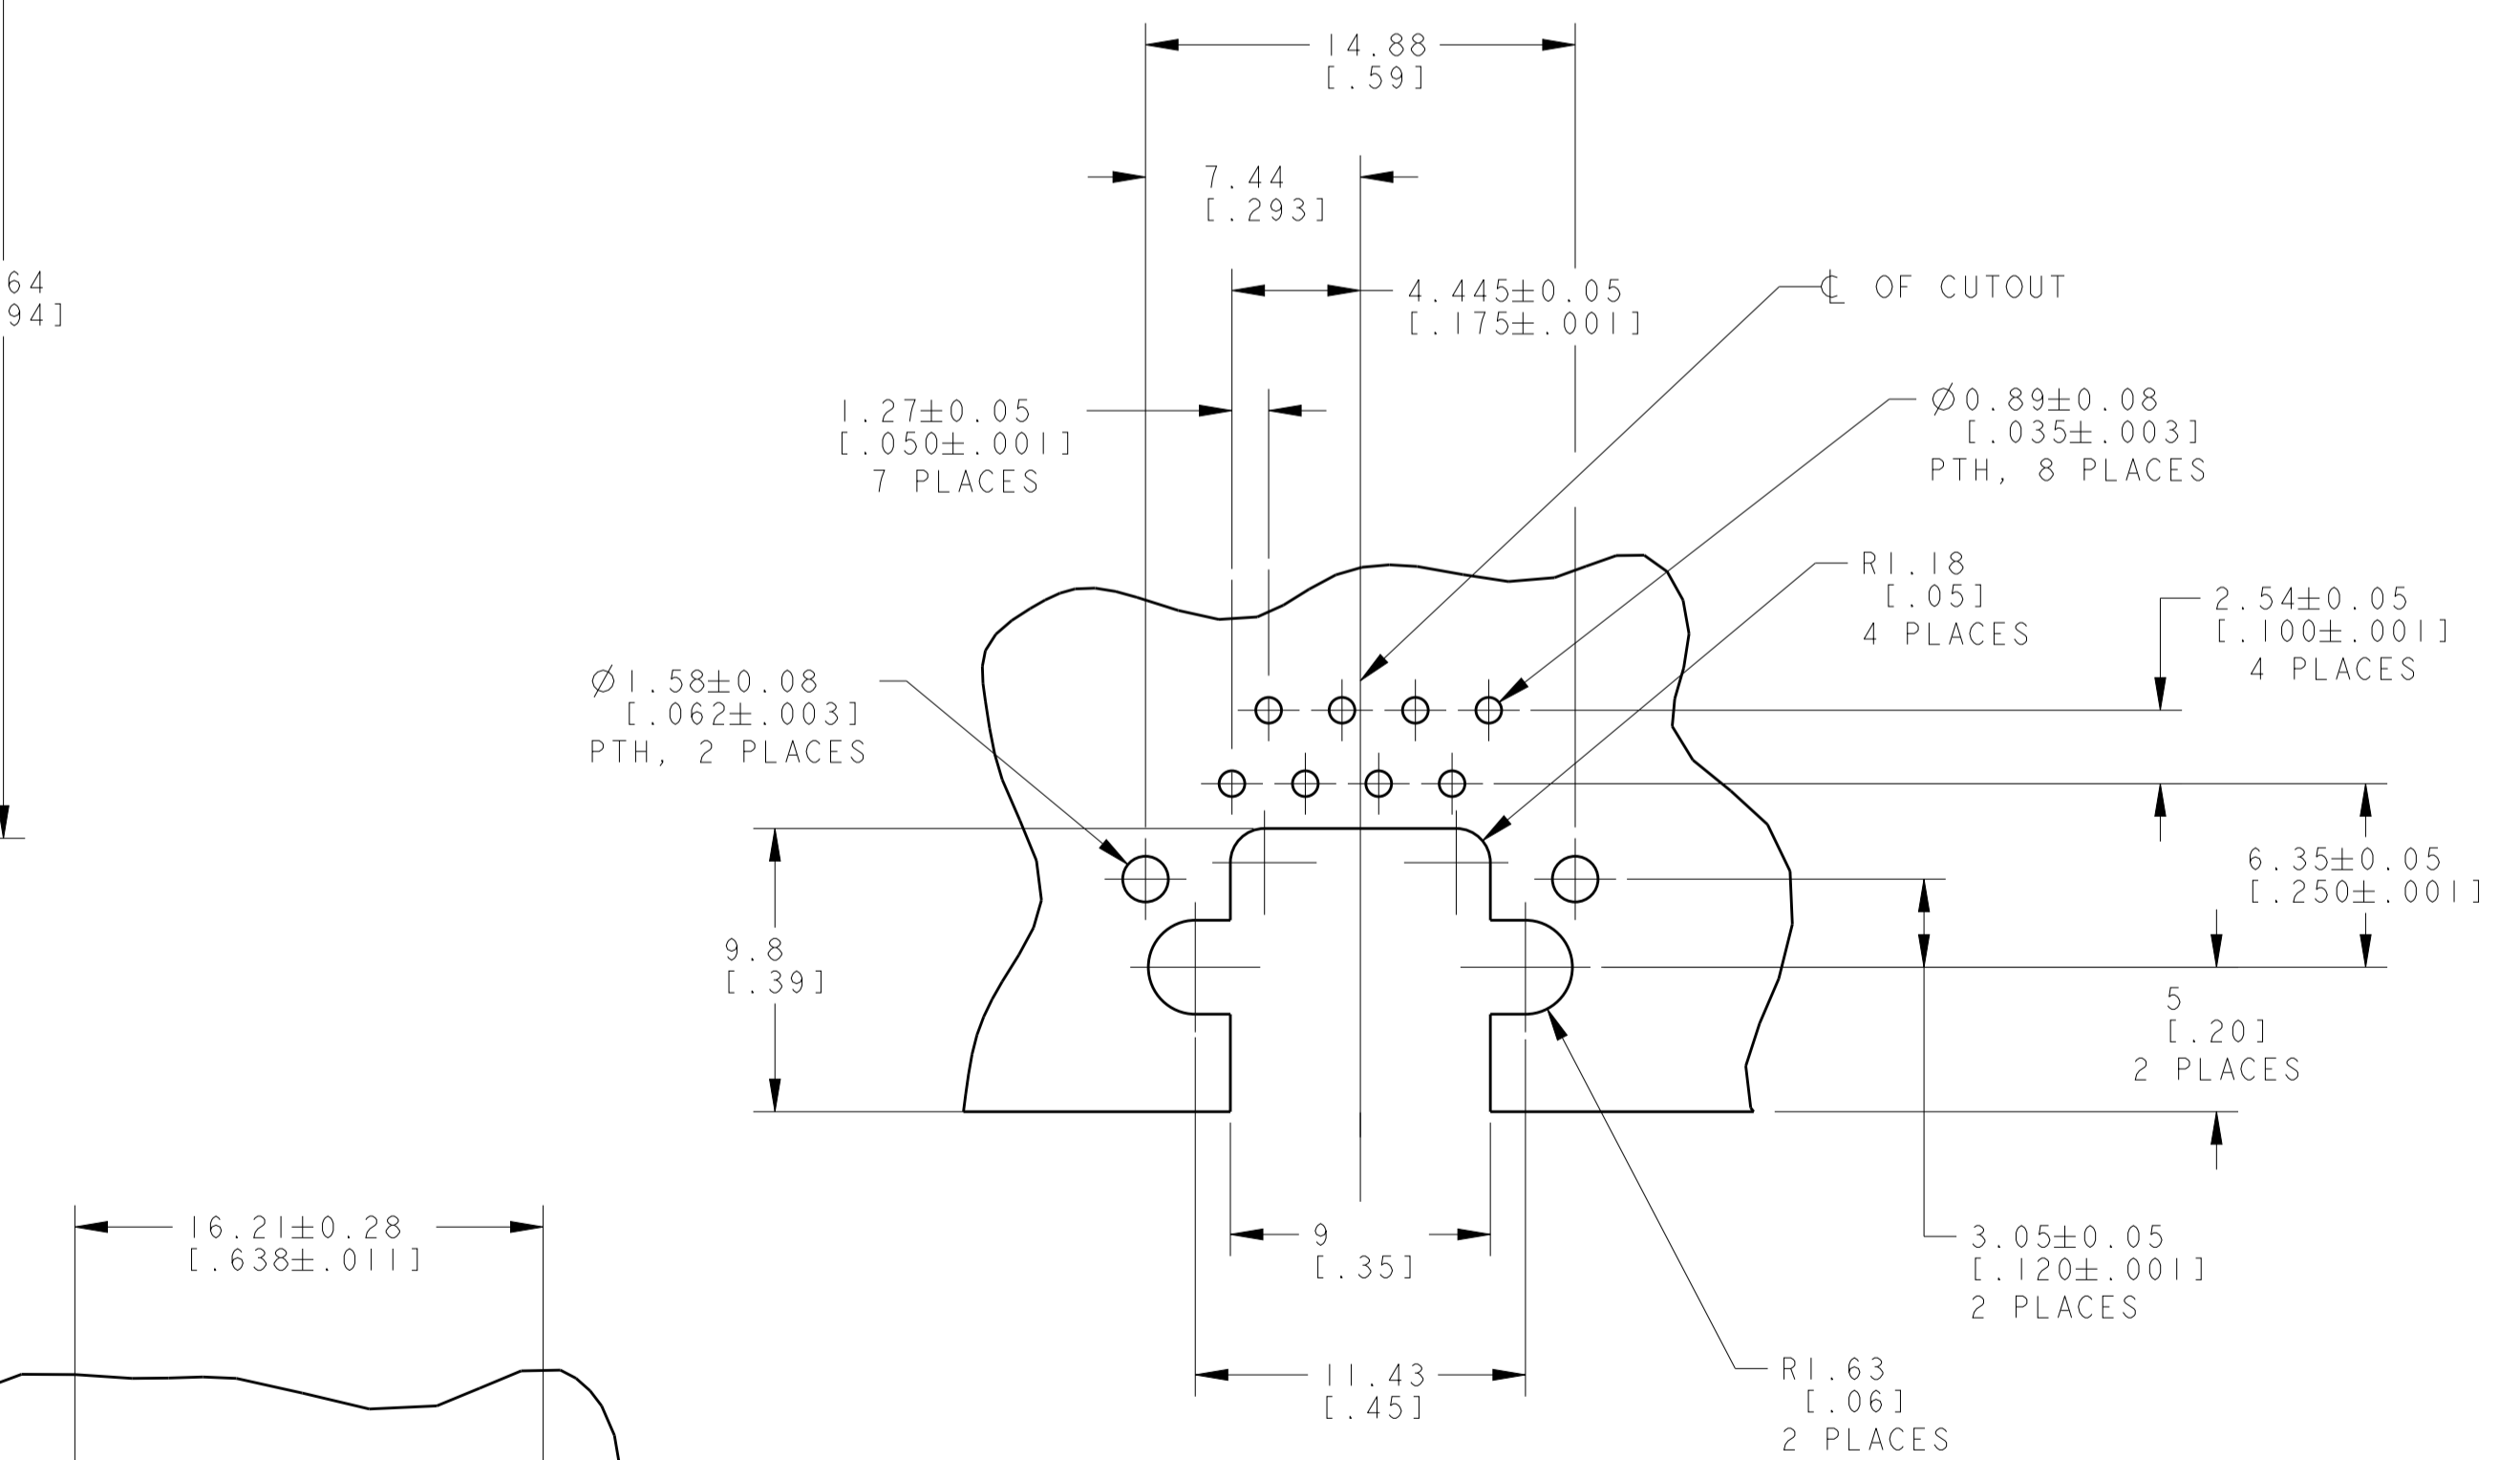 14.88
[.59]
7.44
[.293]
64
94]
4.445±0.05
[.175±.001]
℄ OF CUTOUT
1.27±0.05
[.050±.001]
7 PLACES
Ø0.89±0.08
[.035±.003]
PTH, 8 PLACES
R1.18
[.05]
4 PLACES
2.54±0.05
[.100±.001]
4 PLACES
Ø1.58±0.08
[.062±.003]
PTH, 2 PLACES
6.35±0.05
[.250±.001]
9.8
[.39]
5
[.20]
2 PLACES
16.21±0.28
[.638±.011]
9
[.35]
3.05±0.05
[.120±.001]
2 PLACES
11.43
[.45]
R1.63
[.06]
2 PLACES